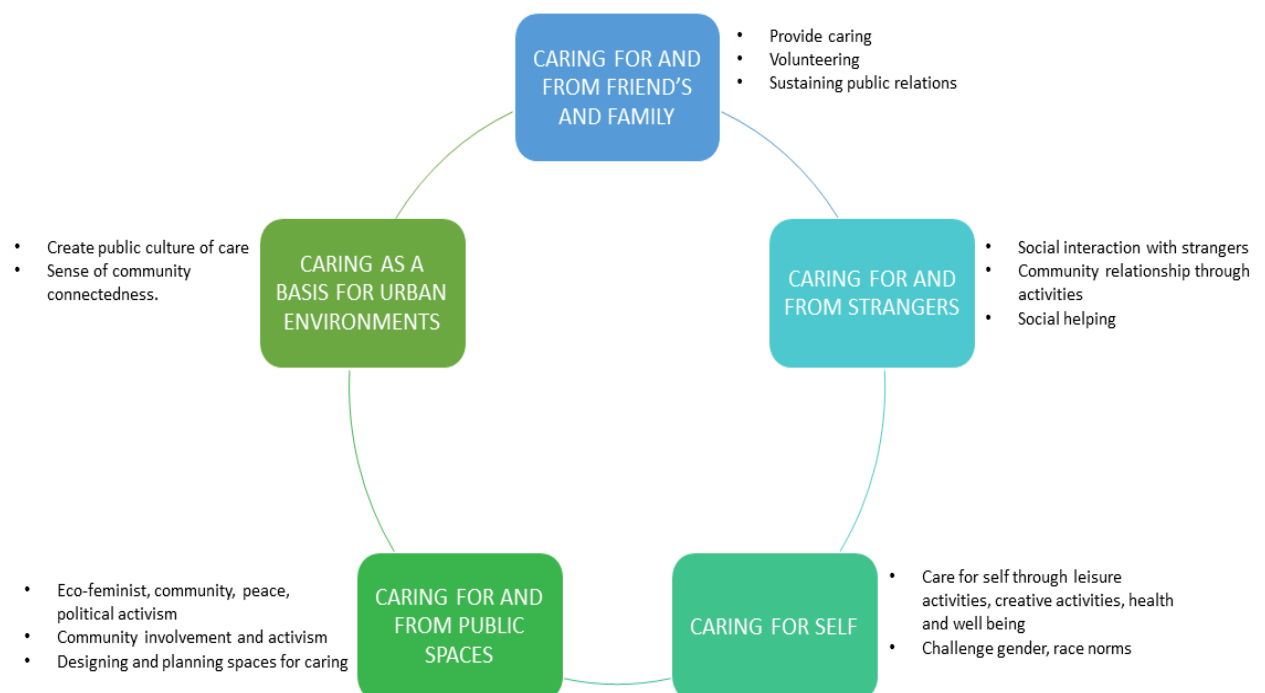 CARING FOR AND
FROM FRIEND'S
AND FAMILY
• Provide caring
• Volunteering
• Sustaining public relations
CARING FOR AND
FROM STRANGERS
• Social interaction with strangers
• Community relationship through
activities
• Social helping
CARING FOR SELF
• Care for self through leisure
activities, creative activities, health
and well being
• Challenge gender, race norms
CARING FOR AND
FROM PUBLIC
SPACES
• Eco-feminist, community, peace,
political activism
• Community involvement and activism
• Designing and planning spaces for caring
CARING AS A
BASIS FOR URBAN
ENVIRONMENTS
• Create public culture of care
• Sense of community
connectedness.